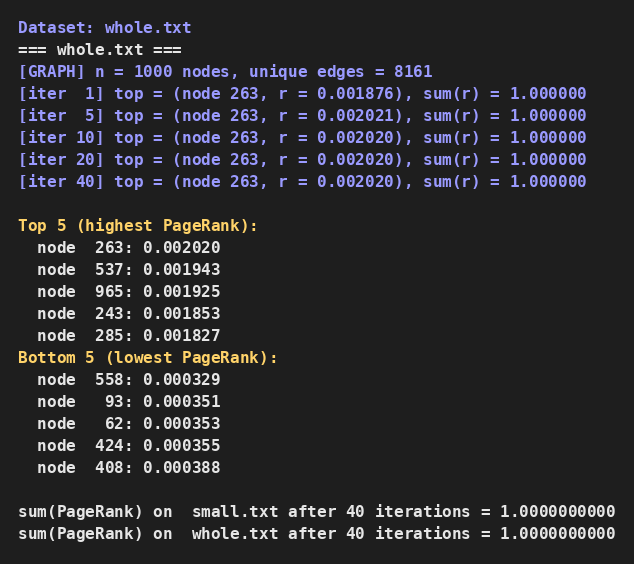 Dataset: whole.txt
=== whole.txt ===
[GRAPH] n = 1000 nodes, unique edges = 8161
[iter  1] top = (node 263, r = 0.001876), sum(r) = 1.000000
[iter  5] top = (node 263, r = 0.002021), sum(r) = 1.000000
[iter 10] top = (node 263, r = 0.002020), sum(r) = 1.000000
[iter 20] top = (node 263, r = 0.002020), sum(r) = 1.000000
[iter 40] top = (node 263, r = 0.002020), sum(r) = 1.000000

Top 5 (highest PageRank):
  node  263: 0.002020
  node  537: 0.001943
  node  965: 0.001925
  node  243: 0.001853
  node  285: 0.001827
Bottom 5 (lowest PageRank):
  node  558: 0.000329
  node   93: 0.000351
  node   62: 0.000353
  node  424: 0.000355
  node  408: 0.000388

sum(PageRank) on  small.txt after 40 iterations = 1.0000000000
sum(PageRank) on  whole.txt after 40 iterations = 1.0000000000